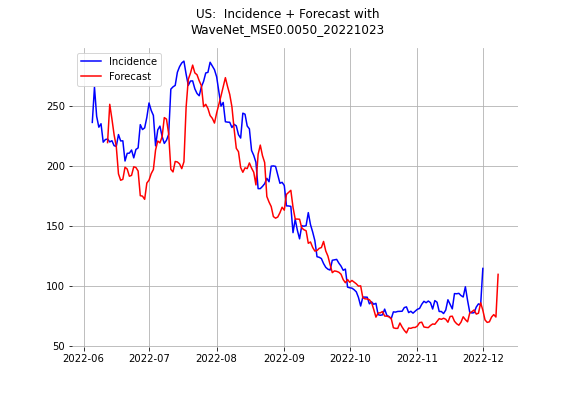 US:  Incidence + Forecast with
WaveNet_MSE0.0050_20221023
Incidence
Forecast
250
200
150
100
50
2022-06 2022-07 2022-08 2022-09 2022-10 2022-11 2022-12